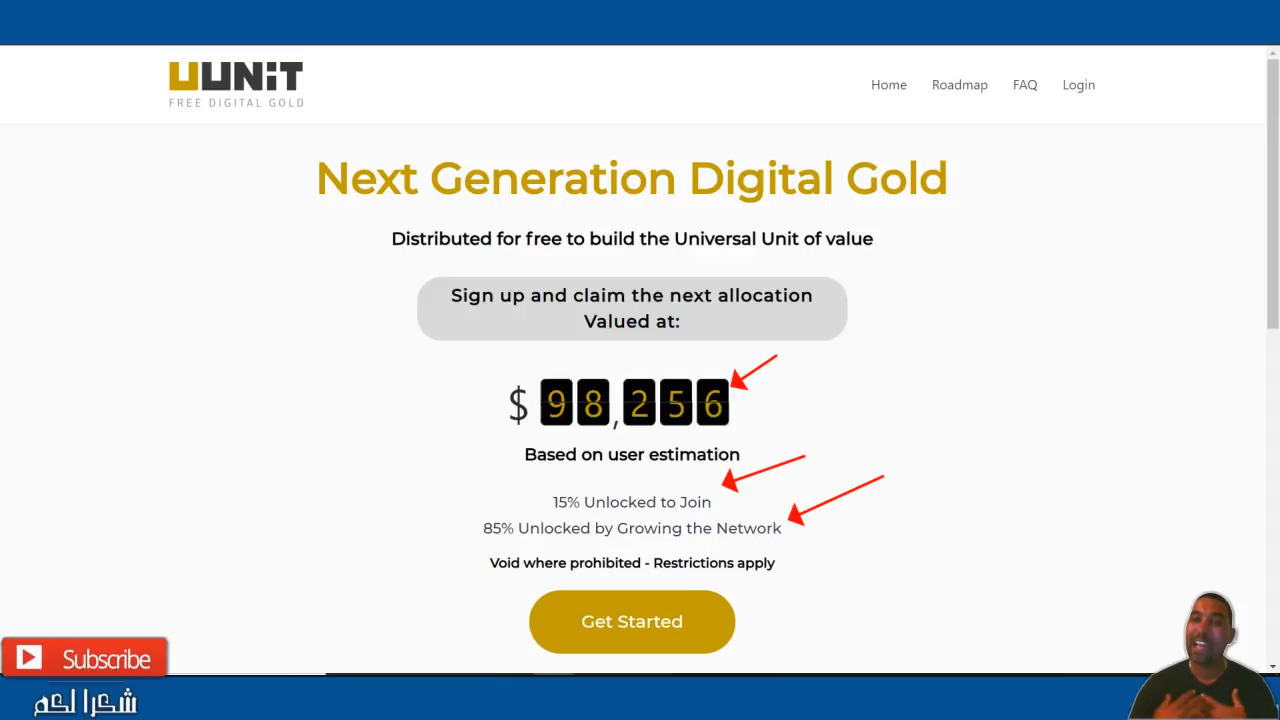 UUNIT
FREE DIGITAL GOLD
Home Roadmap FAQ Login
Next Generation Digital Gold
Distributed for free to build the Universal Unit of value
Sign up and claim the next allocation
Valued at:
$ 98,256
Based on user estimation
15% Unlocked to Join
85% Unlocked by Growing the Network
Void where prohibited - Restrictions apply
Get Started
Subscribe
شكرا لكم